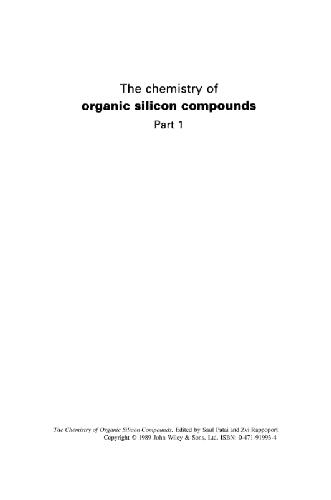 The chemistry of
organic silicon compounds
Part 1
The Chemistry of Organic Silicon Compounds. Edited by Saul Patai and Zvi Rappoport
Copyright © 1989 John Wiley & Sons, Ltd. ISBN: 0-471-91993-4